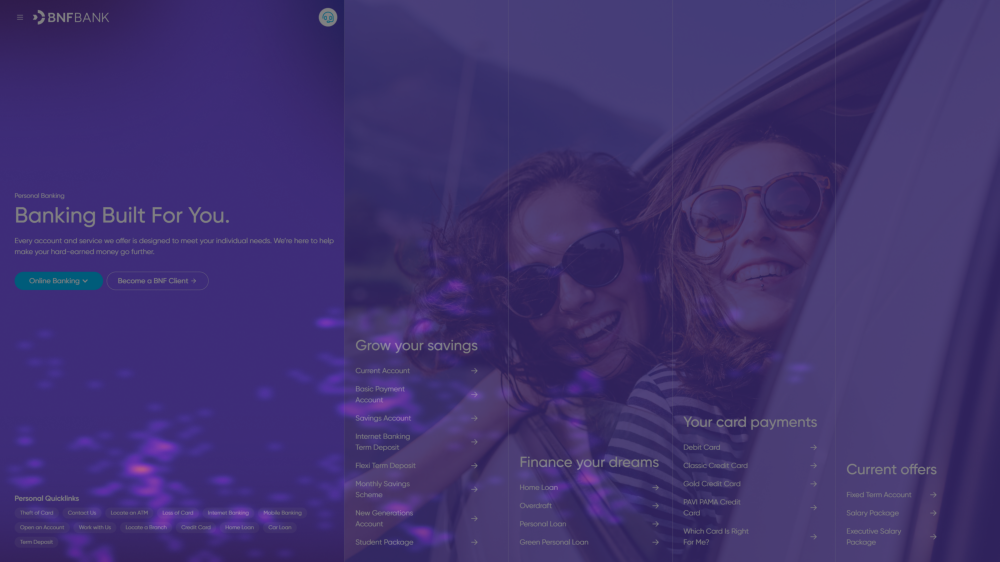 BNFBANK
Personal Banking
Banking Built For You.
Every account and service we offer is designed to meet your individual needs. We're here to help
make your hard-earned money go further.
Online Banking
Become a BNF Client →
Personal Quicklinks
Theft of Card
Contact Us
Locate an ATM
Loss of Card
Internet Banking
Mobile Banking
Open an Account
Work with Us
Locate a Branch
Credit Card
Home Loan
Car Loan
Term Deposit
Grow your savings
Current Account →
Basic Payment
Account →
Savings Account →
Internet Banking
Term Deposit →
Flexi Term Deposit →
Monthly Savings
Scheme →
New Generations
Account →
Student Package →
Finance your dreams
Home Loan →
Overdraft →
Personal Loan →
Green Personal Loan →
Your card payments
Debit Card →
Classic Credit Card →
Gold Credit Card →
PAVI PAMA Credit
Card →
Which Card Is Right
For Me? →
Current offers
Fixed Term Account →
Salary Package →
Executive Salary
Package →